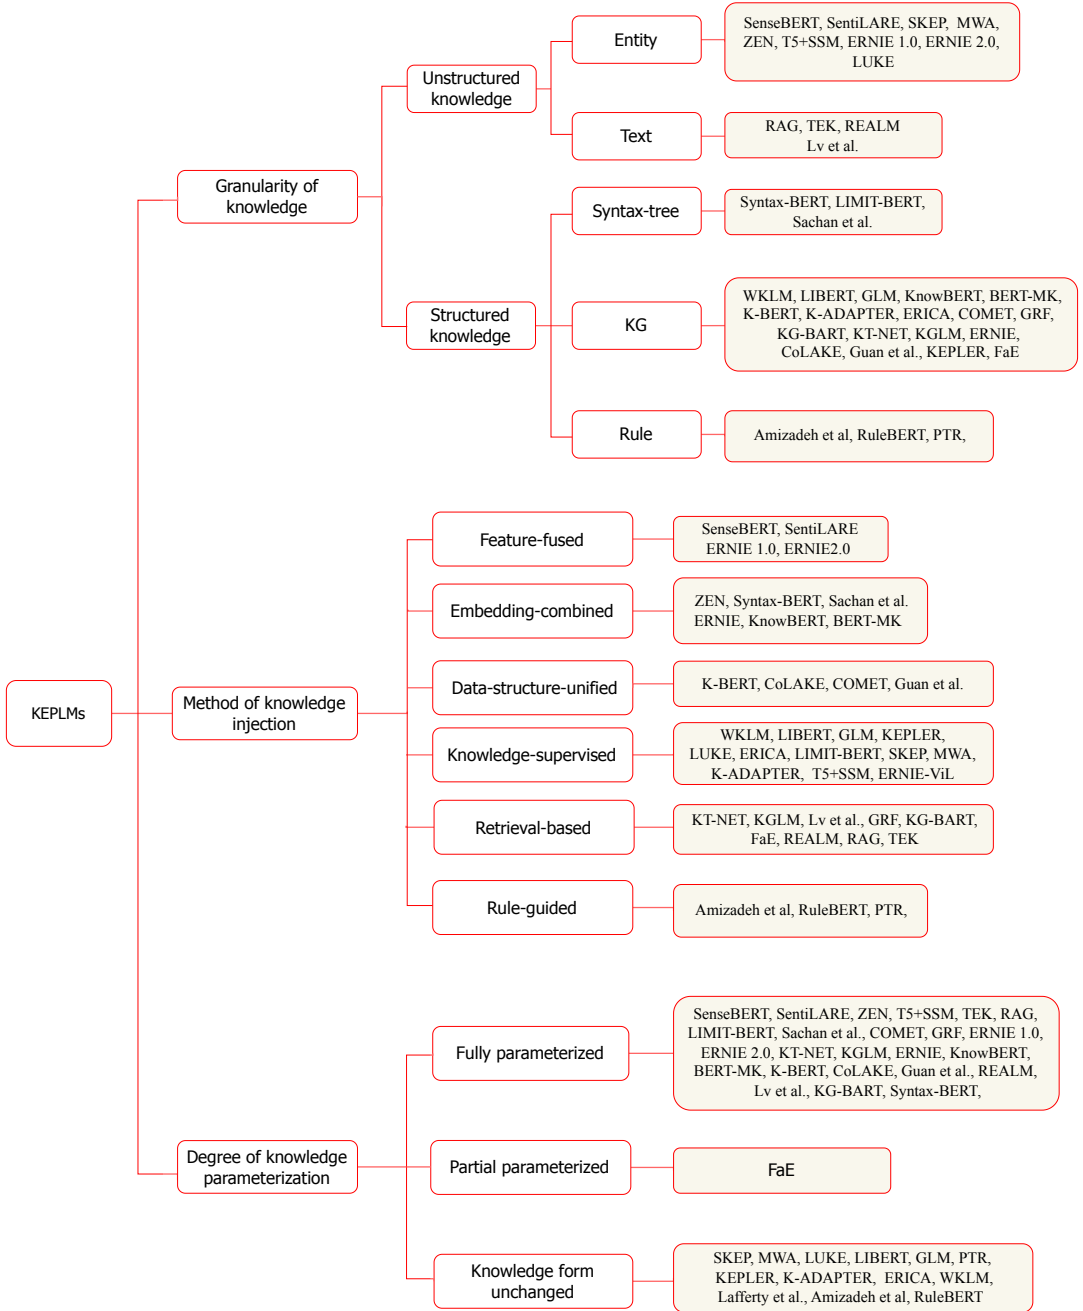 KEPLMs
Granularity of
knowledge
Unstructured
knowledge
Entity
SenseBERT, SentiLARE, SKEP, MWA,
ZEN, T5+SSM, ERNIE 1.0, ERNIE 2.0,
LUKE
Text
RAG, TEK, REALM
Lv et al.
Structured
knowledge
Syntax-tree
Syntax-BERT, LIMIT-BERT,
Sachan et al.
KG
WKLM, LIBERT, GLM, KnowBERT, BERT-MK,
K-BERT, K-ADAPTER, ERICA, COMET, GRF,
KG-BART, KT-NET, KGLM, ERNIE,
CoLAKE, Guan et al., KEPLER, FaE
Rule
Amizadeh et al, RuleBERT, PTR,
Method of knowledge
injection
Feature-fused
SenseBERT, SentiLARE
ERNIE 1.0, ERNIE2.0
Embedding-combined
ZEN, Syntax-BERT, Sachan et al.
ERNIE, KnowBERT, BERT-MK
Data-structure-unified
K-BERT, CoLAKE, COMET, Guan et al.
Knowledge-supervised
WKLM, LIBERT, GLM, KEPLER,
LUKE, ERICA, LIMIT-BERT, SKEP, MWA,
K-ADAPTER, T5+SSM, ERNIE-ViL
Retrieval-based
KT-NET, KGLM, Lv et al., GRF, KG-BART,
FaE, REALM, RAG, TEK
Rule-guided
Amizadeh et al, RuleBERT, PTR,
Degree of knowledge
parameterization
Fully parameterized
SenseBERT, SentiLARE, ZEN, T5+SSM, TEK, RAG,
LIMIT-BERT, Sachan et al., COMET, GRF, ERNIE 1.0,
ERNIE 2.0, KT-NET, KGLM, ERNIE, KnowBERT,
BERT-MK, K-BERT, CoLAKE, Guan et al., REALM,
Lv et al., KG-BART, Syntax-BERT,
Partial parameterized
FaE
Knowledge form
unchanged
SKEP, MWA, LUKE, LIBERT, GLM, PTR,
KEPLER, K-ADAPTER, ERICA, WKLM,
Lafferty et al., Amizadeh et al, RuleBERT